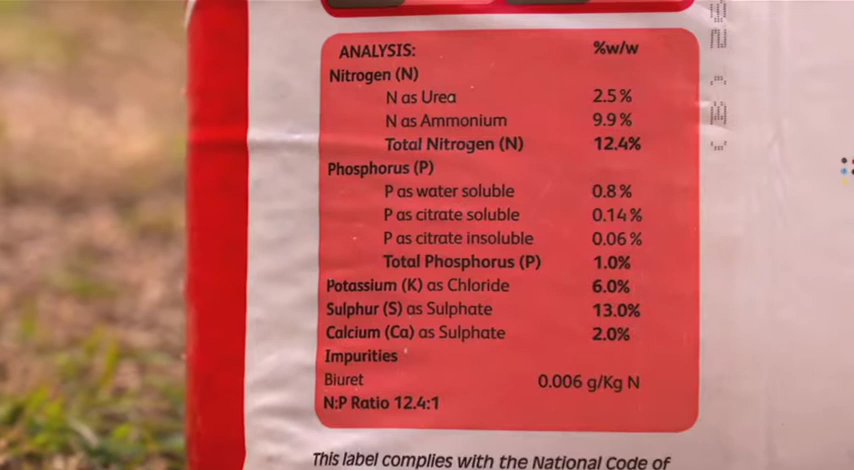 ANALYSIS: %w/w
Nitrogen (N)
N as Urea 2.5%
N as Ammonium 9.9%
Total Nitrogen (N) 12.4%
Phosphorus (P)
P as water soluble 0.8%
P as citrate soluble 0.14%
P as citrate insoluble 0.06%
Total Phosphorus (P) 1.0%
Potassium (K) as Chloride 6.0%
Sulphur (S) as Sulphate 13.0%
Calcium (Ca) as Sulphate 2.0%
Impurities
Biuret 0.006 g/Kg N
N:P Ratio 12.4:1
This label complies with the National Code of